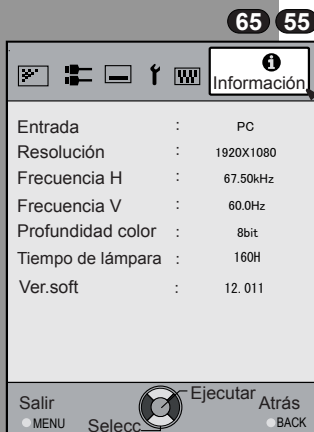 65 55
Información
Entrada : PC
Resolución : 1920X1080
Frecuencia H : 67.50kHz
Frecuencia V : 60.0Hz
Profundidad color : 8bit
Tiempo de lámpara : 160H
Ver.soft : 12.011
Salir Ejecutar Atrás
MENU Selecc BACK